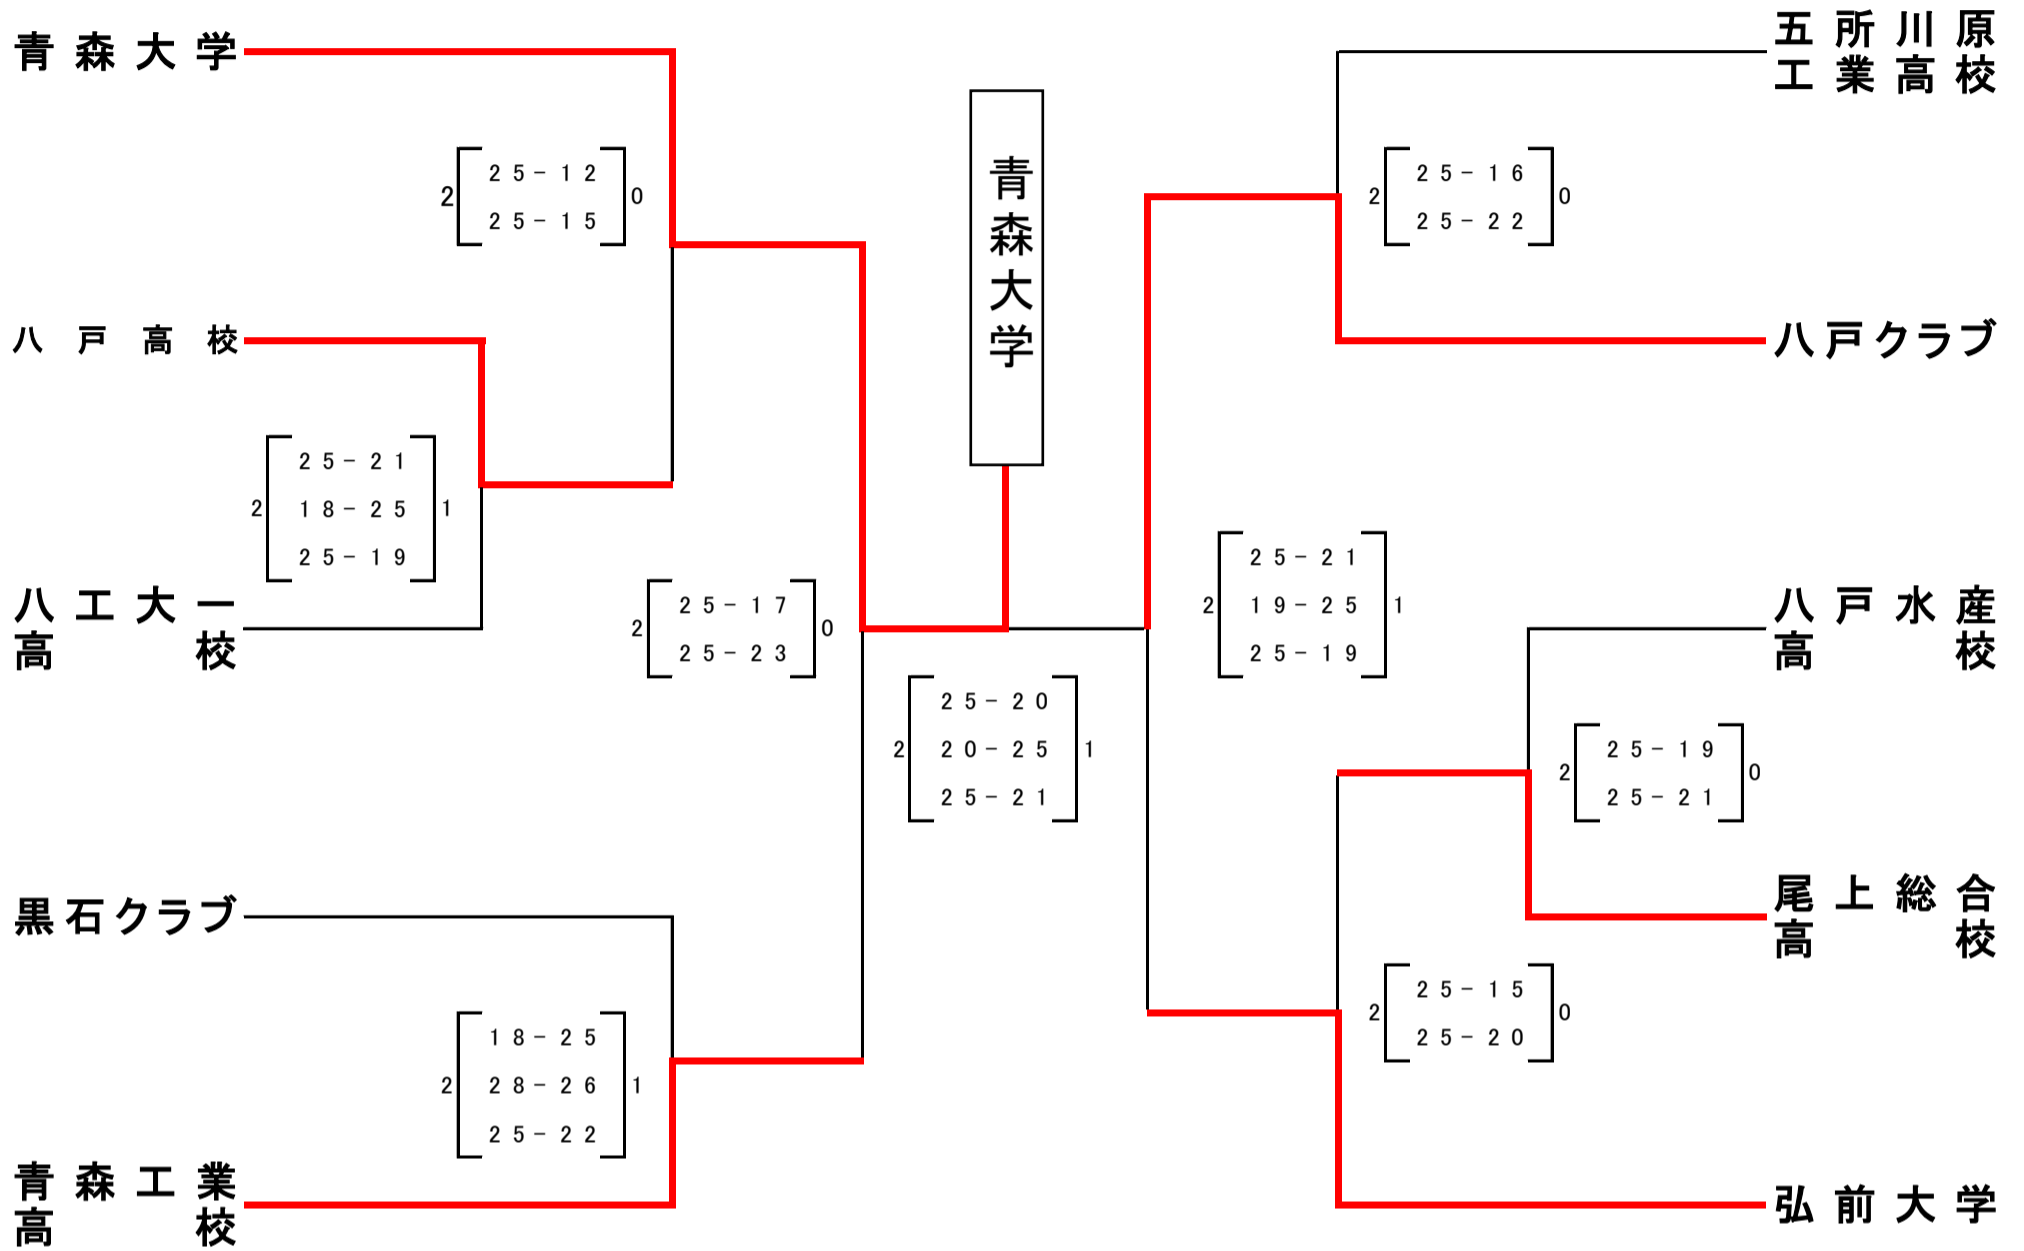 青森大学
2 25－12 0
25－15
八戸高校
2 25－21 1
18－25
25－19
八工大一
高校
2 25－17 0
25－23
黒石クラブ
2 18－25 1
28－26
25－22
青森工業
高校
青森大学
2 25－20 1
20－25
25－21
五所川原
工業高校
2 25－16 0
25－22
八戸クラブ
2 25－21 1
19－25
25－19
八戸水産
高校
2 25－19 0
25－21
尾上総合
高校
2 25－15 0
25－20
弘前大学